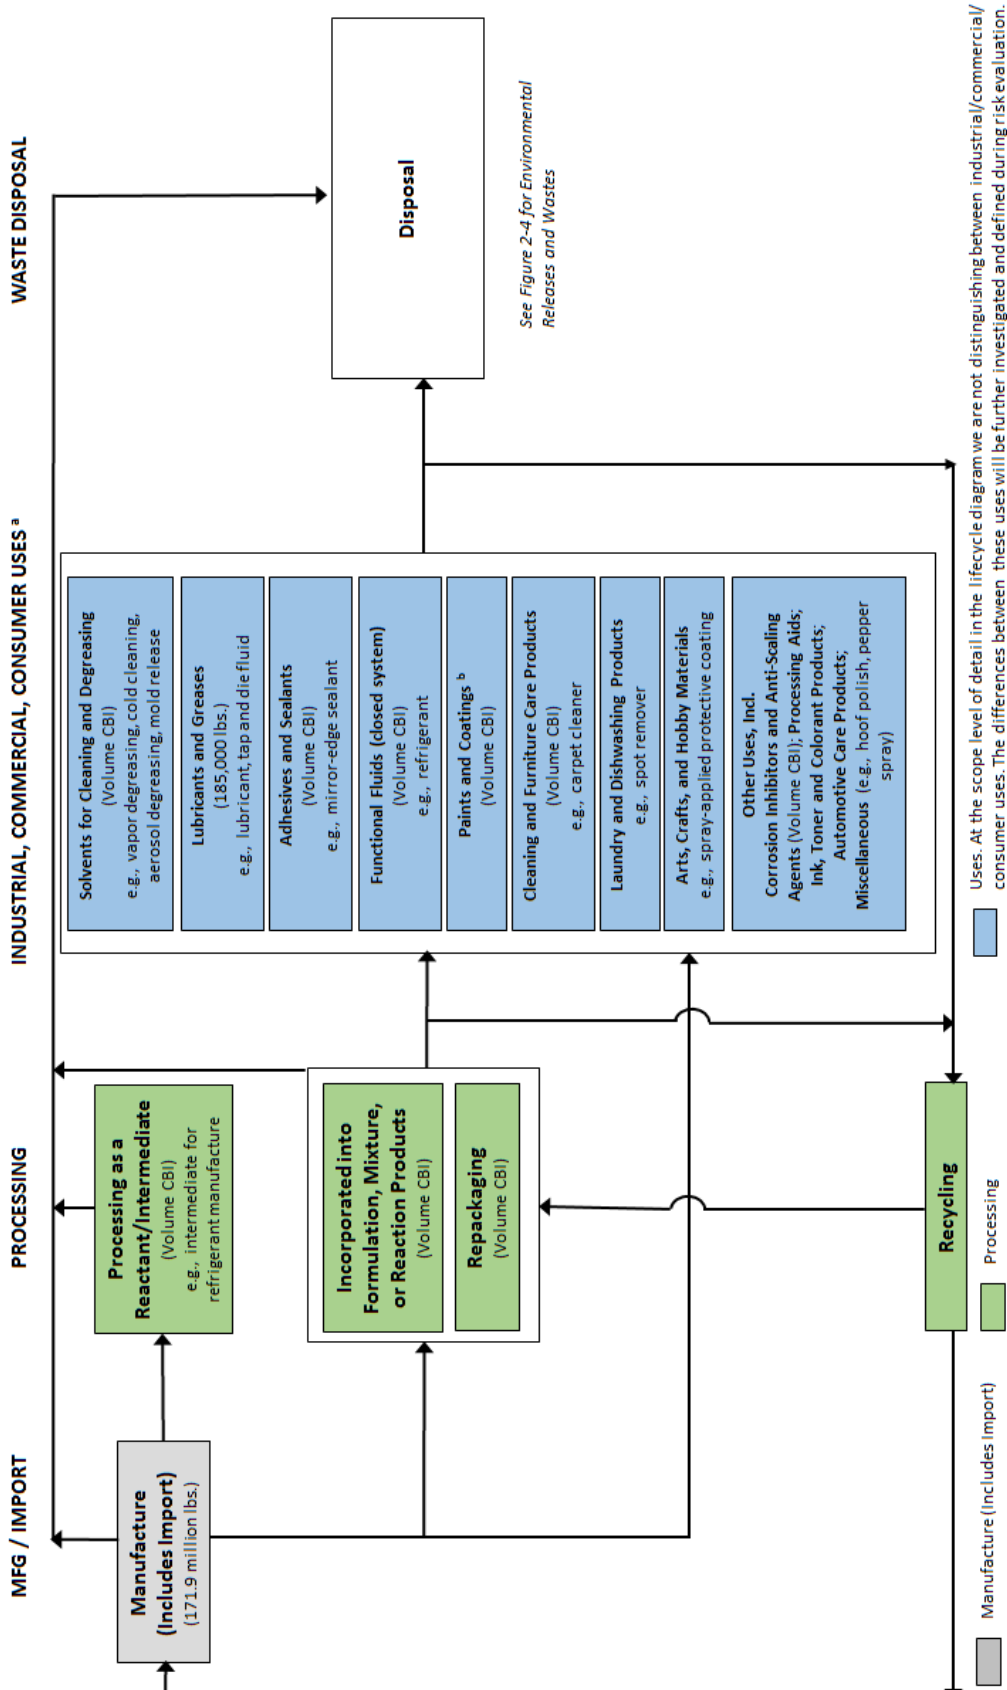 MFG / IMPORT
PROCESSING
INDUSTRIAL, COMMERCIAL, CONSUMER USES a
WASTE DISPOSAL
Manufacture
(Includes Import)
(171.9 million lbs.)
Processing as a
Reactant/Intermediate
(Volume CBI)
e.g., intermediate for
refrigerant manufacture
Incorporated into
Formulation, Mixture,
or Reaction Products
(Volume CBI)
Repackaging
(Volume CBI)
Recycling
Solvents for Cleaning and Degreasing
(Volume CBI)
e.g., vapor degreasing, cold cleaning,
aerosol degreasing, mold release
Lubricants and Greases
(185,000 lbs.)
e.g., lubricant, tap and die fluid
Adhesives and Sealants
(Volume CBI)
e.g., mirror-edge sealant
Functional Fluids (closed system)
(Volume CBI)
e.g., refrigerant
Paints and Coatings b
(Volume CBI)
Cleaning and Furniture Care Products
(Volume CBI)
e.g., carpet cleaner
Laundry and Dishwashing Products
e.g., spot remover
Arts, Crafts, and Hobby Materials
e.g., spray-applied protective coating
Other Uses, Incl.
Corrosion Inhibitors and Anti-Scaling
Agents (Volume CBI); Processing Aids;
Ink, Toner and Colorant Products;
Automotive Care Products;
Miscellaneous (e.g., hoof polish, pepper
spray)
Disposal
See Figure 2-4 for Environmental
Releases and Wastes
Manufacture (Includes Import)
Processing
Uses. At the scope level of detail in the lifecycle diagram we are not distinguishing between industrial/commercial/
consumer uses. The differences between these uses will be further investigated and defined during risk evaluation.